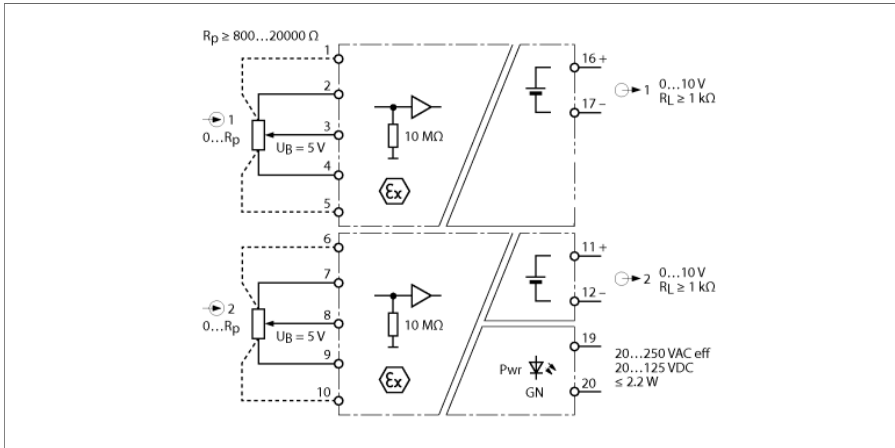 Rp ≥ 800...20000 Ω
1
2
1
3
0...Rp
UB = 5 V
10 MΩ
4
Ex
5
16 +
1
0...10 V
RL ≥ 1 kΩ
17 –
6
7
2
8
0...Rp
UB = 5 V
10 MΩ
9
Ex
10
11 +
2
0...10 V
RL ≥ 1 kΩ
12 –
19
20...250 VAC eff
20...125 VDC
≤ 2.2 W
Pwr
GN
20